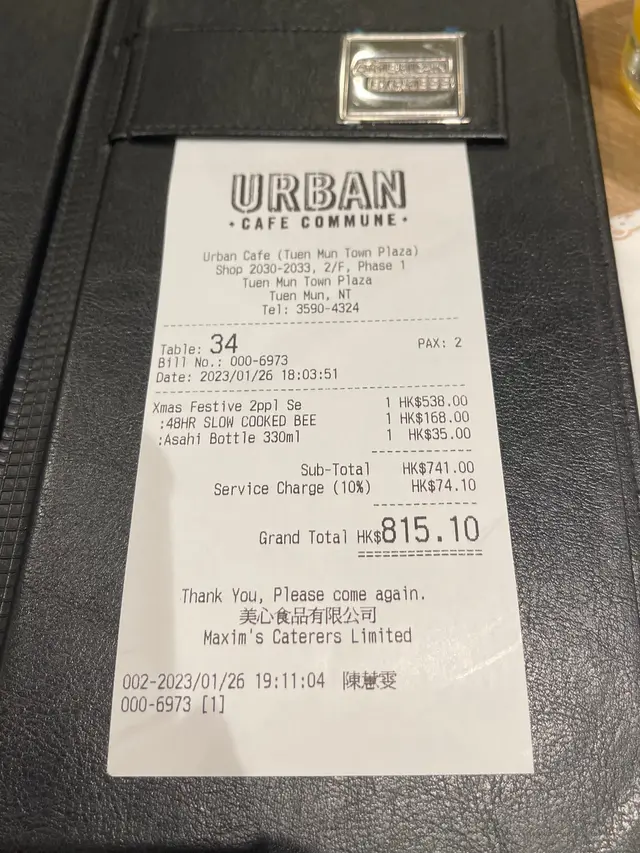 AMERICAN
EXPRESS
URBAN
• CAFE COMMUNE •
Urban Cafe (Tuen Mun Town Plaza)
Shop 2030-2033, 2/F, Phase 1
Tuen Mun Town Plaza
Tuen Mun, NT
Tel: 3590-4324
Table: 34 PAX: 2
Bill No.: 000-6973
Date: 2023/01/26 18:03:51
Xmas Festive 2ppl Se 1 HK$538.00
:48HR SLOW COOKED BEE 1 HK$168.00
:Asahi Bottle 330ml 1 HK$35.00
Sub-Total HK$741.00
Service Charge (10%) HK$74.10
Grand Total HK$815.10
Thank You, Please come again.
美心食品有限公司
Maxim's Caterers Limited
002-2023/01/26 19:11:04 陳慧雯
000-6973 [1]